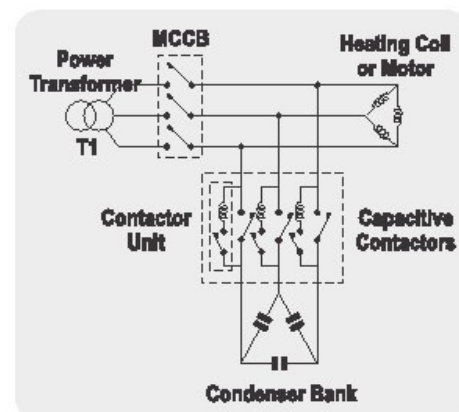 MCCB
Power
Transformer
T1
Heating Coil
or Motor
Contactor
Unit
Capacitive
Contactors
Condenser Bank